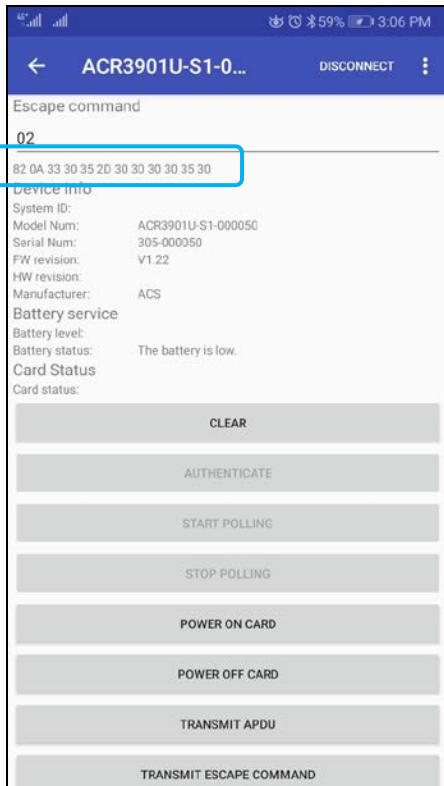 3:06 PM
59%
ACR3901U-S1-0... DISCONNECT
Escape command
02
82 0A 33 30 35 2D 30 30 30 30 35 30
Device Info
System ID:
Model Num: ACR3901U-S1-000050
Serial Num: 305-000050
FW revision: V1.22
HW revision:
Manufacturer: ACS
Battery service
Battery level:
Battery status: The battery is low.
Card Status
Card status:
CLEAR
AUTHENTICATE
START POLLING
STOP POLLING
POWER ON CARD
POWER OFF CARD
TRANSMIT APDU
TRANSMIT ESCAPE COMMAND